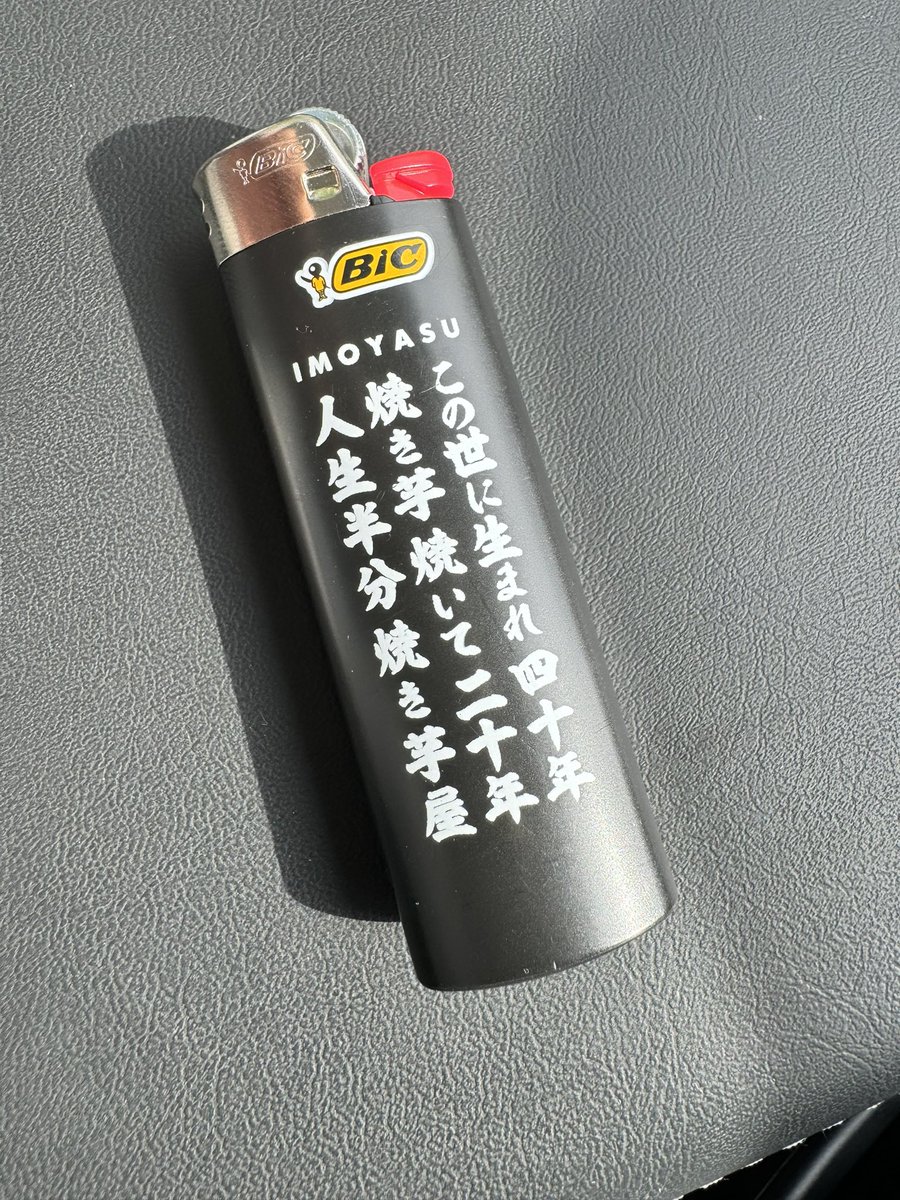 BiC
BiC
IMOYASU
この世に生まれ 四十年
焼き芋 焼いて 二十年
人生半分 焼き芋屋